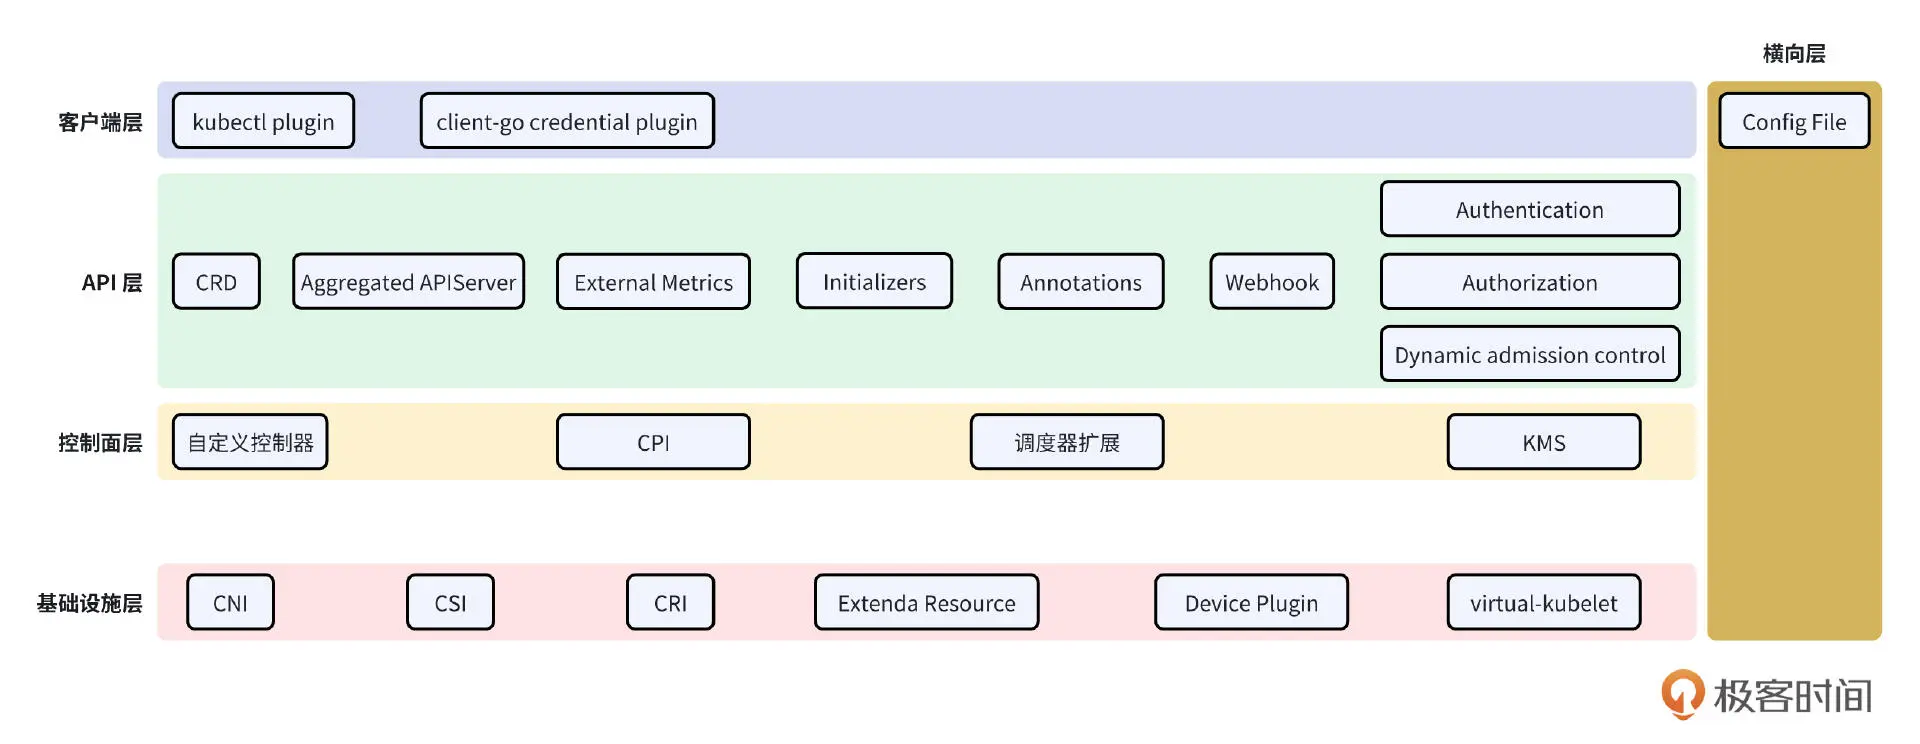 横向层
客户端层
kubectl plugin
client-go credential plugin
Config File
API 层
CRD
Aggregated APIServer
External Metrics
Initializers
Annotations
Webhook
Authentication
Authorization
Dynamic admission control
控制面层
自定义控制器
CPI
调度器扩展
KMS
基础设施层
CNI
CSI
CRI
Extenda Resource
Device Plugin
virtual-kubelet
极客时间